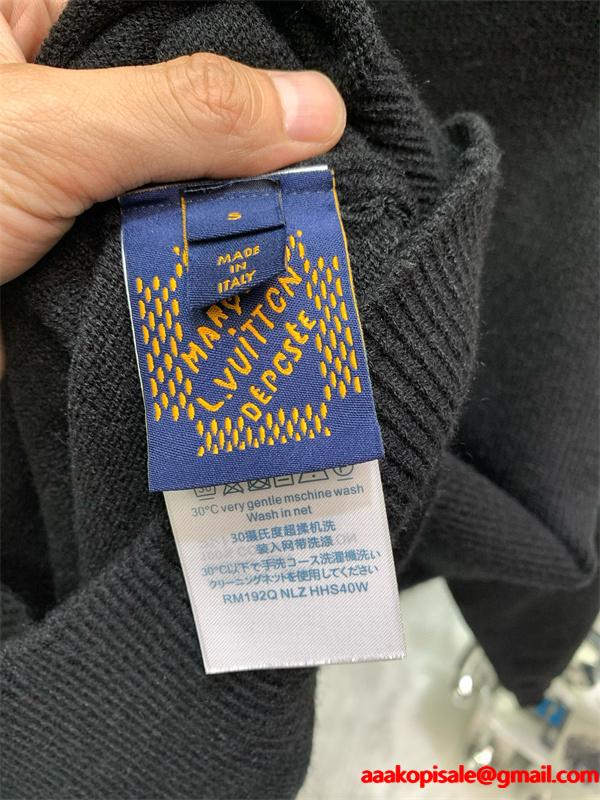 S
MADE
IN
ITALY
MARQ
L.VUITTON
DEPOSÉE
30
30°C very gentle mschine wash
Wash in net
30摄氏度超揉机洗
装入网带洗涤
30°C以下で手洗コース洗濯機洗い
クリーニングネットを使用してください
RM192Q NLZ HHS40W
aaakopisale@gmail.com